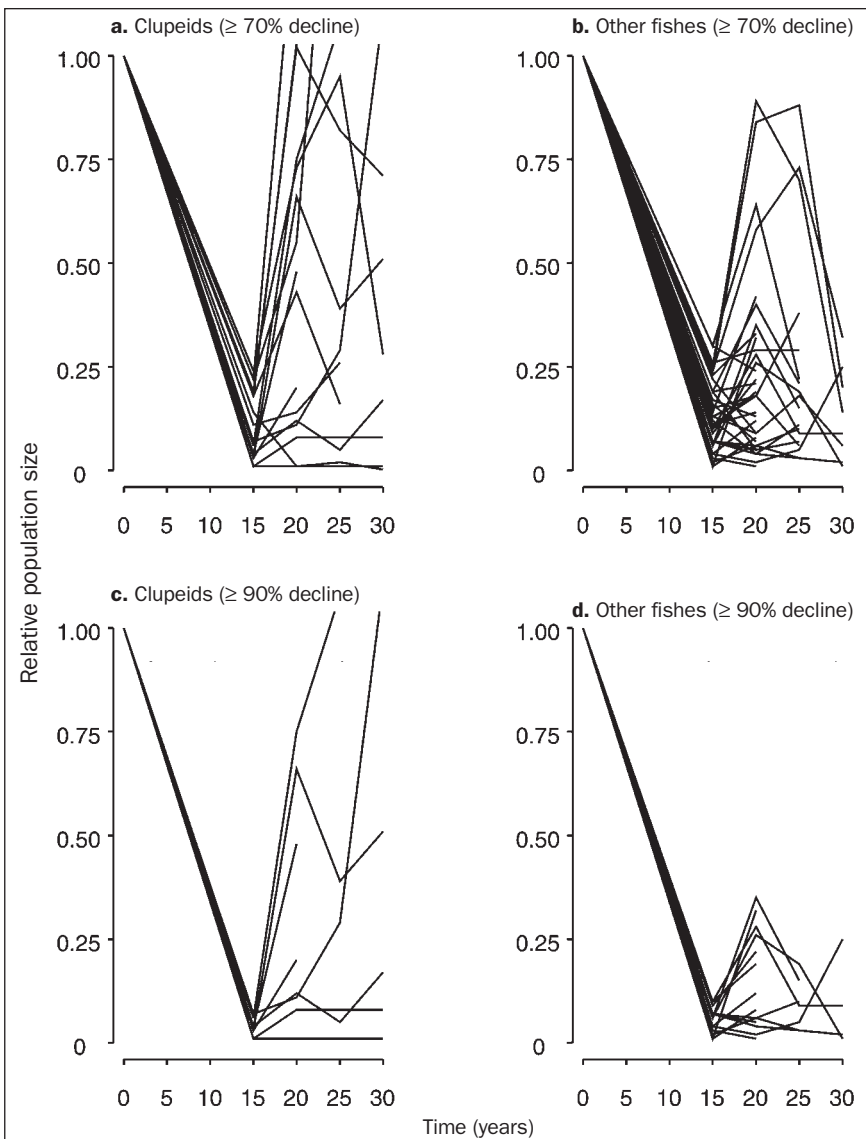 a. Clupeids (≥ 70% decline)
b. Other fishes (≥ 70% decline)
1.00
0.75
0.50
0.25
0
0 5 10 15 20 25 30
1.00
0.75
0.50
0.25
0
0 5 10 15 20 25 30
Relative population size
c. Clupeids (≥ 90% decline)
d. Other fishes (≥ 90% decline)
1.00
0.75
0.50
0.25
0
0 5 10 15 20 25 30
1.00
0.75
0.50
0.25
0
0 5 10 15 20 25 30
Time (years)